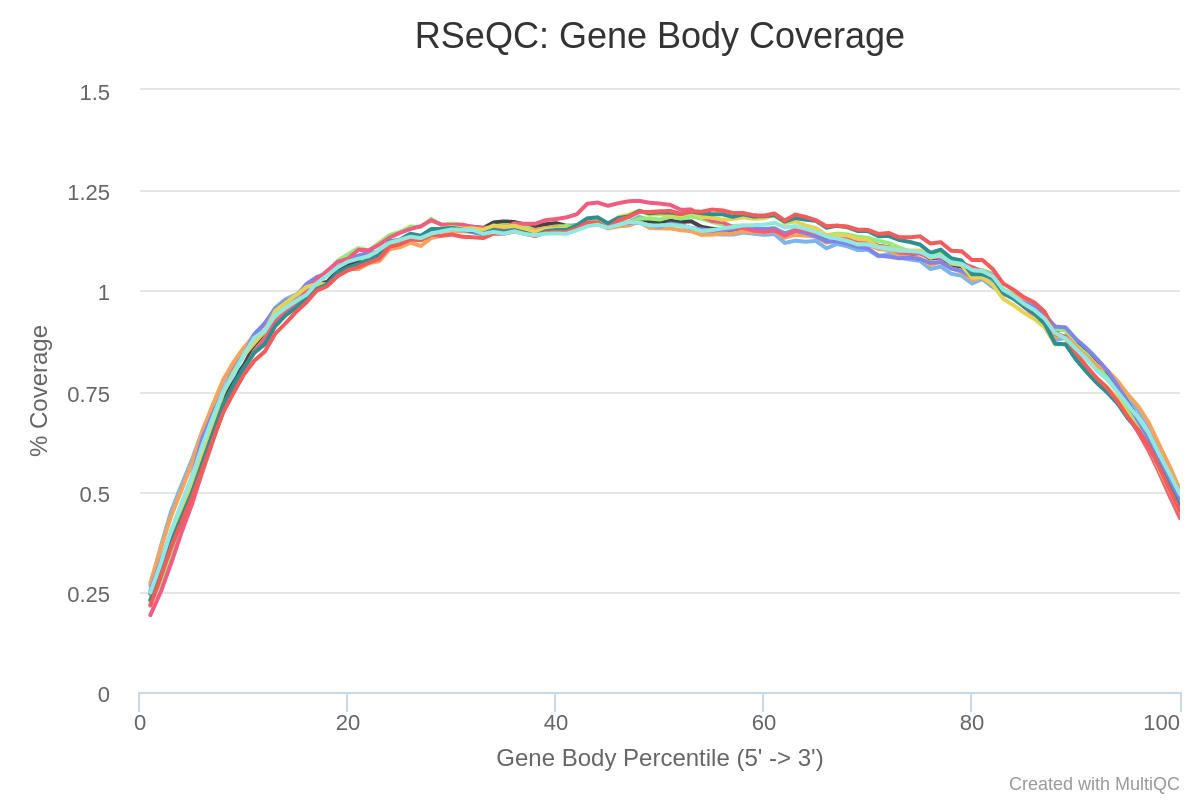 RSeQC: Gene Body Coverage
1.5
1.25
1
0.75
0.5
0.25
0
% Coverage
0 20 40 60 80 100
Gene Body Percentile (5' -> 3')
Created with MultiQC